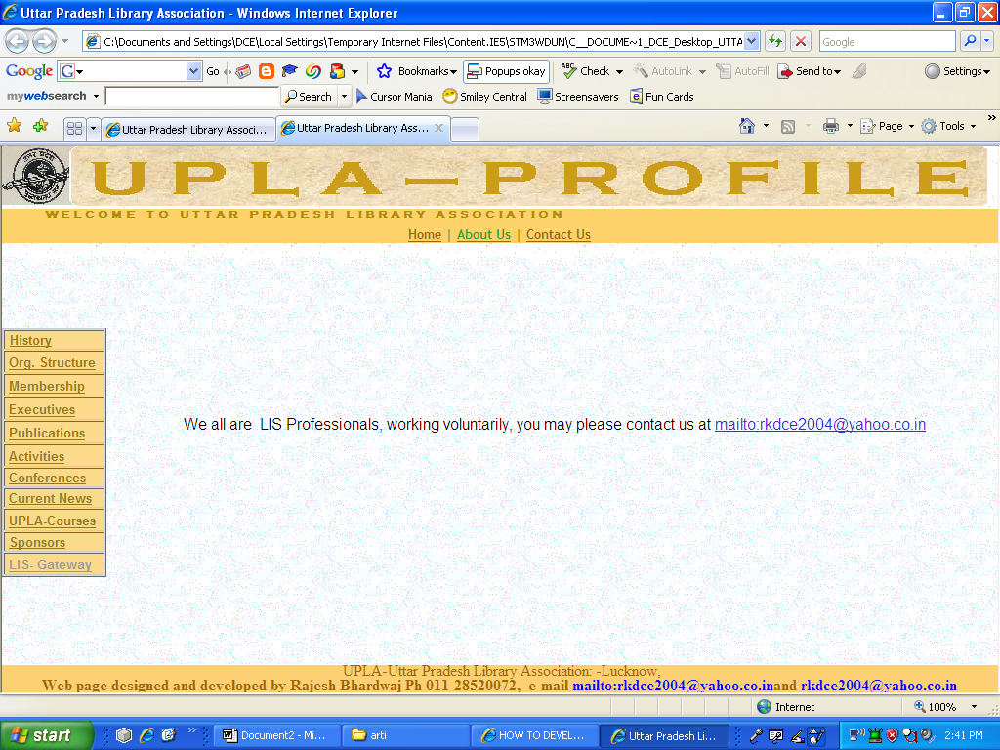 Uttar Pradesh Library Association - Windows Internet Explorer
C:\Documents and Settings\DCE\Local Settings\Temporary Internet Files\Content.IE5\STM3WDUN\C__DOCUME~1_DCE_Desktop_UTTA
Google
Google G Go Bookmarks Popups okay ABC Check AutoLink AutoFill Send to Settings
mywebsearch Search Cursor Mania Smiley Central Screensavers Fun Cards
Uttar Pradesh Library Associ... Uttar Pradesh Library Ass... Page Tools
UPLA-PROFILE
WELCOME TO UTTAR PRADESH LIBRARY ASSOCIATION
Home | About Us | Contact Us
History
Org. Structure
Membership
Executives
Publications
Activities
Conferences
Current News
UPLA-Courses
Sponsors
LIS- Gateway
We all are LIS Professionals, working voluntarily, you may please contact us at mailto:rkdce2004@yahoo.co.in
UPLA-Uttar Pradesh Library Association: -Lucknow,
Web page designed and developed by Rajesh Bhardwaj Ph 011-28520072, e-mail mailto:rkdce2004@yahoo.co.inand rkdce2004@yahoo.co.in
Internet 100%
start Document2 - Mi... arti HOW TO DEVEL... Uttar Pradesh Li... 2:41 PM